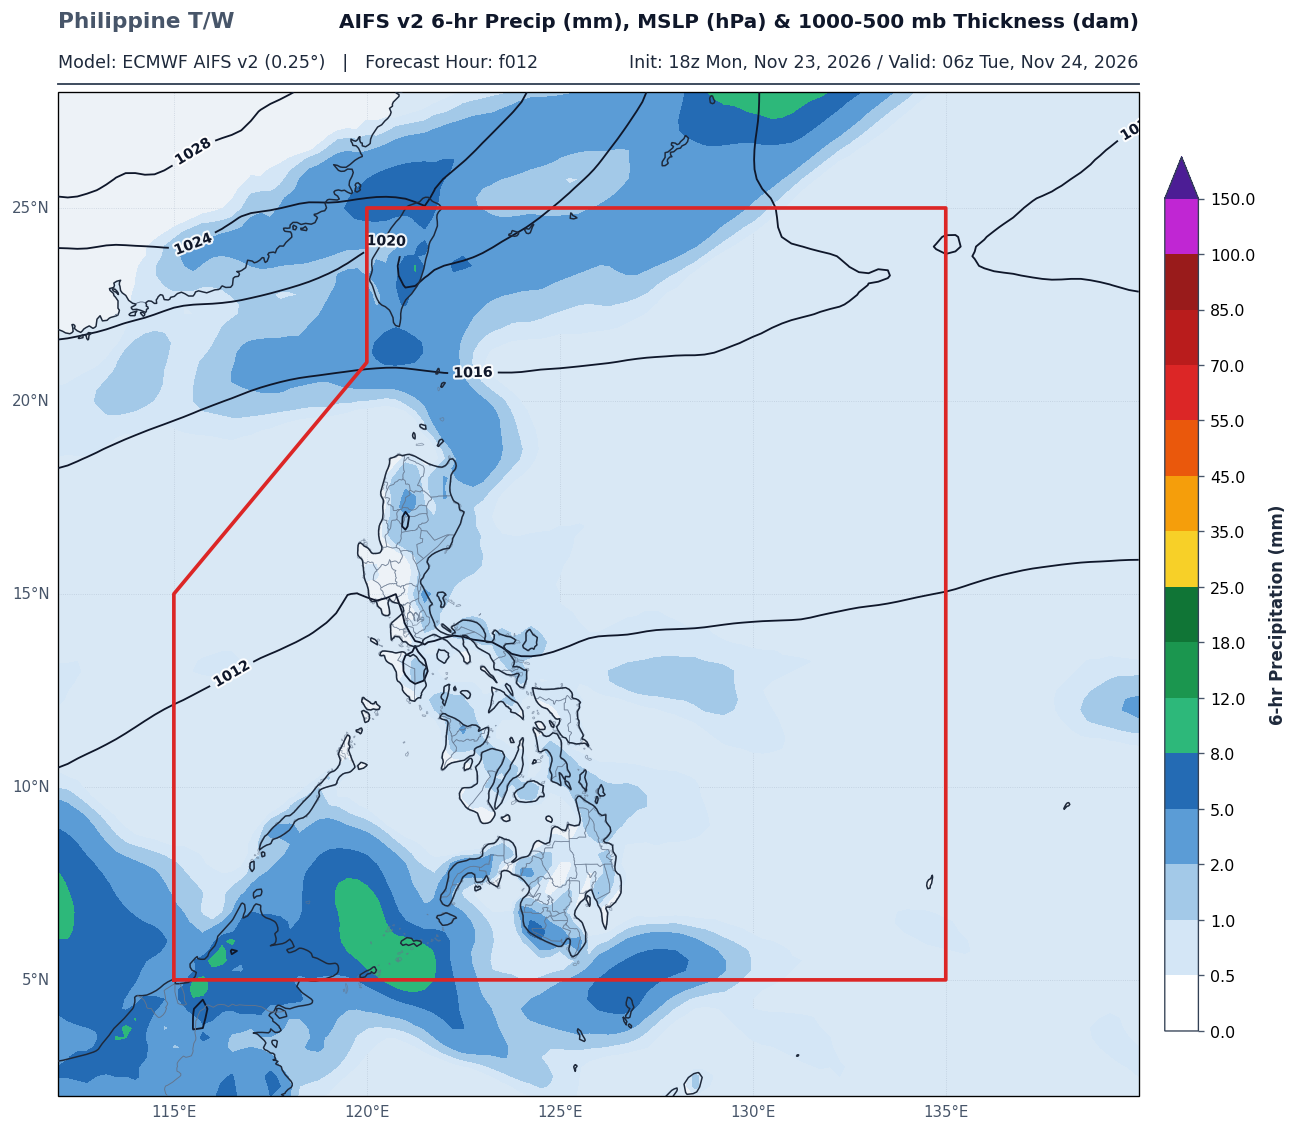 Philippine T/W
AIFS v2 6-hr Precip (mm), MSLP (hPa) & 1000-500 mb Thickness (dam)
Model: ECMWF AIFS v2 (0.25°) | Forecast Hour: f012
Init: 18z Mon, Nov 23, 2026 / Valid: 06z Tue, Nov 24, 2026
1028
1024
1020
1016
1012
25°N
20°N
15°N
10°N
5°N
115°E
120°E
125°E
130°E
135°E
150.0
100.0
85.0
70.0
55.0
45.0
35.0
25.0
18.0
12.0
8.0
5.0
2.0
1.0
0.5
0.0
6-hr Precipitation (mm)